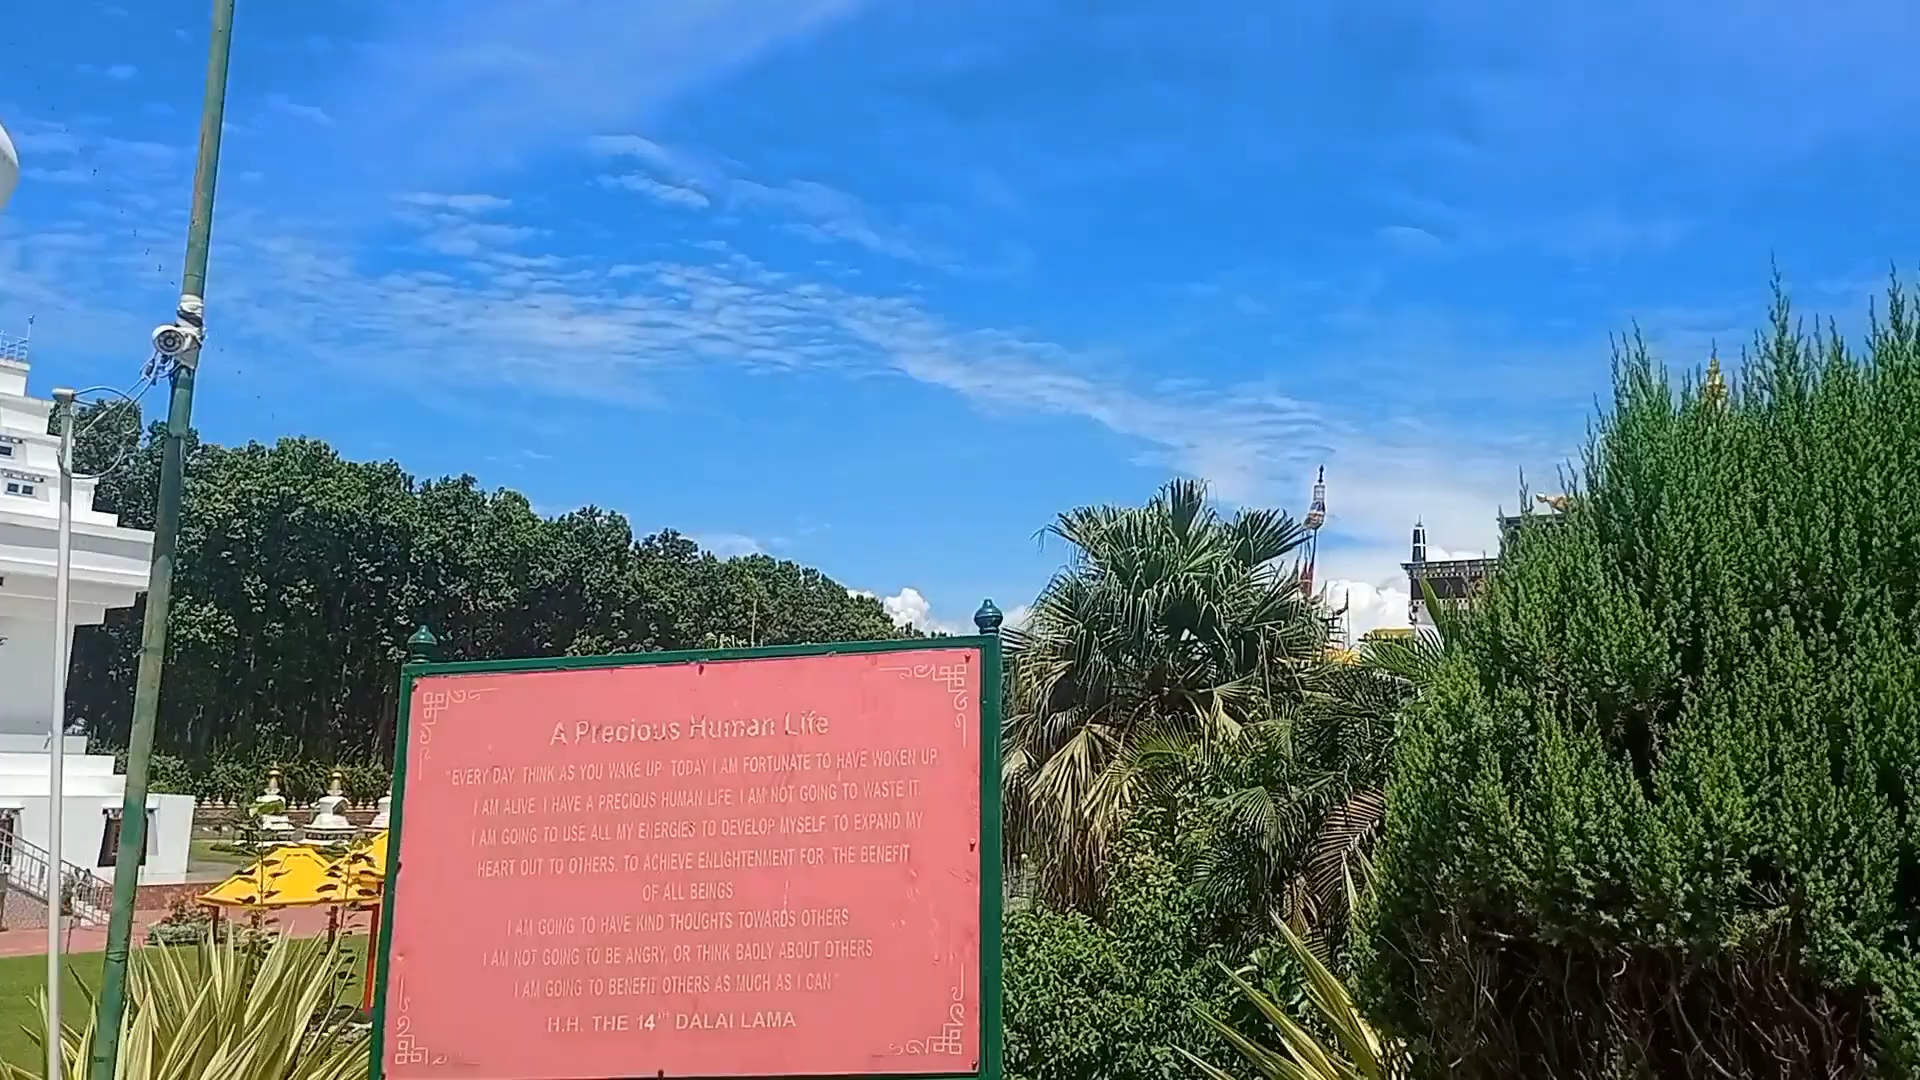 A Precious Human Life
"EVERY DAY, THINK AS YOU WAKE UP. TODAY I AM FORTUNATE TO HAVE WOKEN UP,
I AM ALIVE. I HAVE A PRECIOUS HUMAN LIFE. I AM NOT GOING TO WASTE IT.
I AM GOING TO USE ALL MY ENERGIES TO DEVELOP MYSELF. TO EXPAND MY
HEART OUT TO OTHERS. TO ACHIEVE ENLIGHTENMENT FOR THE BENEFIT
OF ALL BEINGS
I AM GOING TO HAVE KIND THOUGHTS TOWARDS OTHERS
I AM NOT GOING TO BE ANGRY, OR THINK BADLY ABOUT OTHERS
I AM GOING TO BENEFIT OTHERS AS MUCH AS I CAN"
H.H. THE 14TH DALAI LAMA